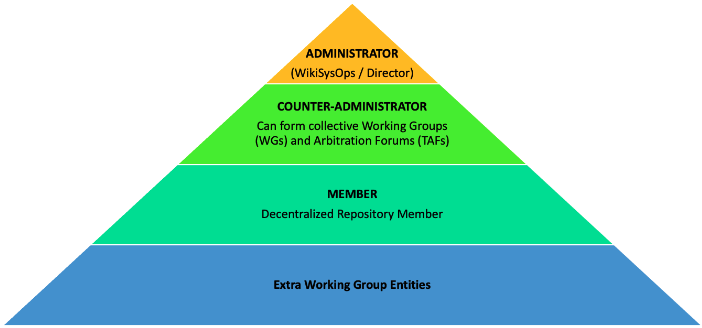 ADMINISTRATOR
(WikiSysOps / Director)
COUNTER-ADMINISTRATOR
Can form collective Working Groups
(WGs) and Arbitration Forums (TAFs)
MEMBER
Decentralized Repository Member
Extra Working Group Entities